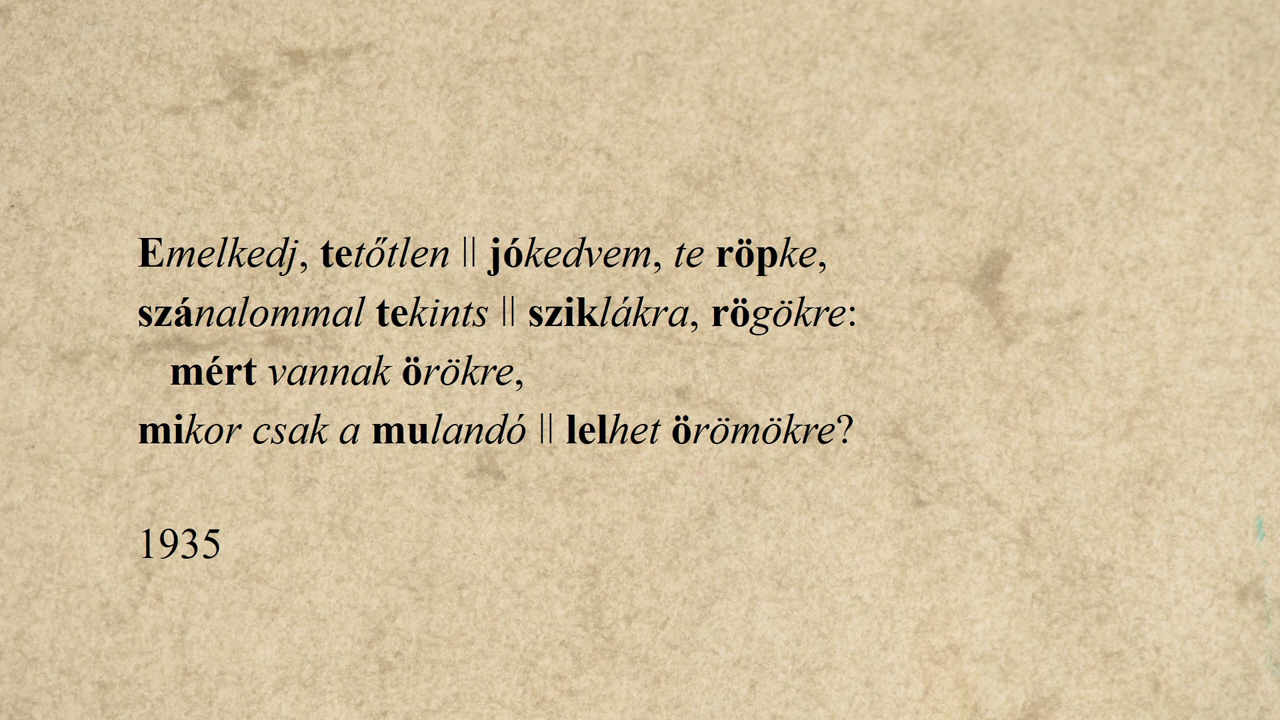 Emelkedj, tetőtlen || jókedvem, te röpke,
szánalommal tekints || sziklákra, rögökre:
mért vannak örökre,
mikor csak a mulandó || lelhet örömökre?
1935